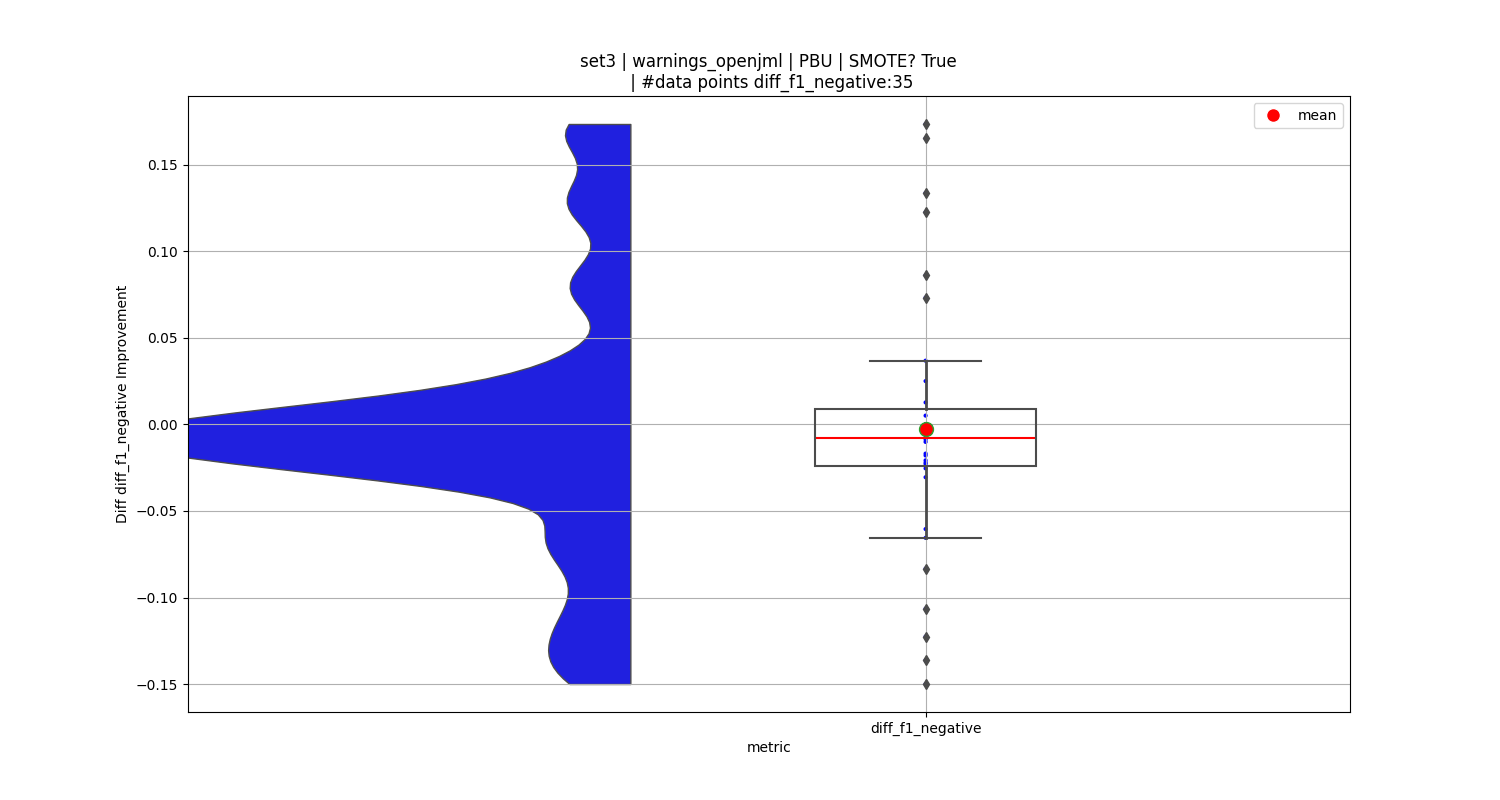 set3 | warnings_openjml | PBU | SMOTE? True
| #data points diff_f1_negative:35
mean
0.15
0.10
0.05
0.00
−0.05
−0.10
−0.15
Diff diff_f1_negative Improvement
diff_f1_negative
metric